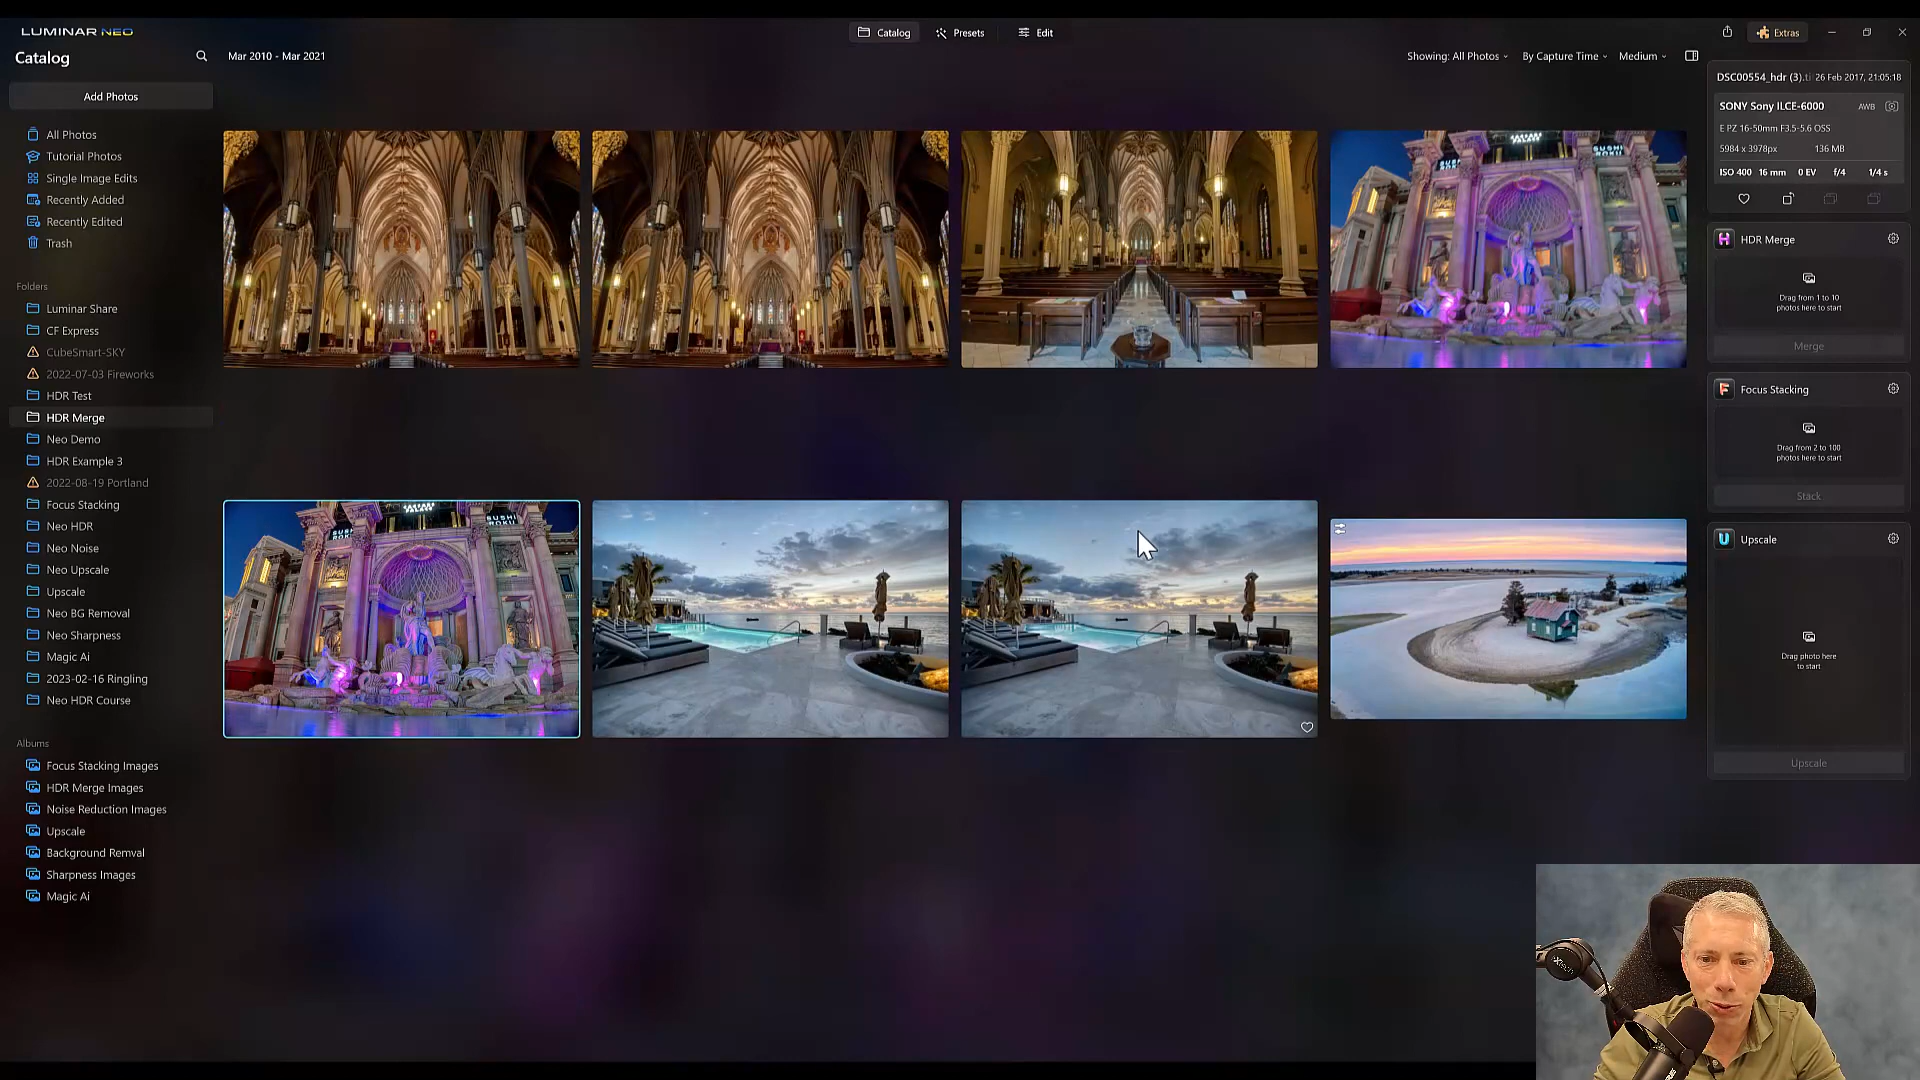 LUMINAR NEO
Catalog
Presets
Edit
Extras
Catalog
Mar 2010 - Mar 2021
Showing: All Photos
By Capture Time
Medium
Add Photos
All Photos
Tutorial Photos
Single Image Edits
Recently Added
Recently Edited
Trash
Folders
Luminar Share
CF Express
CubeSmart-SKY
2022-07-03 Fireworks
HDR Test
HDR Merge
Neo Demo
HDR Example 3
2022-08-19 Portland
Focus Stacking
Neo HDR
Neo Noise
Neo Upscale
Upscale
Neo BG Removal
Neo Sharpness
Magic Ai
2023-02-16 Ringling
Neo HDR Course
Albums
Focus Stacking Images
HDR Merge Images
Noise Reduction Images
Upscale
Background Remval
Sharpness Images
Magic Ai
SUSHI
ROKU
SUSHI
ROKU
DSC00554_hdr (3).ti 26 Feb 2017, 21:05:18
SONY Sony ILCE-6000 AWB
E PZ 16-50mm F3.5-5.6 OSS
5984 x 3978px 136 MB
ISO 400 16 mm 0 EV f/4 1/4 s
H HDR Merge
Drag from 1 to 10
photos here to start
Merge
F Focus Stacking
Drag from 2 to 100
photos here to start
Stack
U Upscale
Drag photo here
to start
Upscale